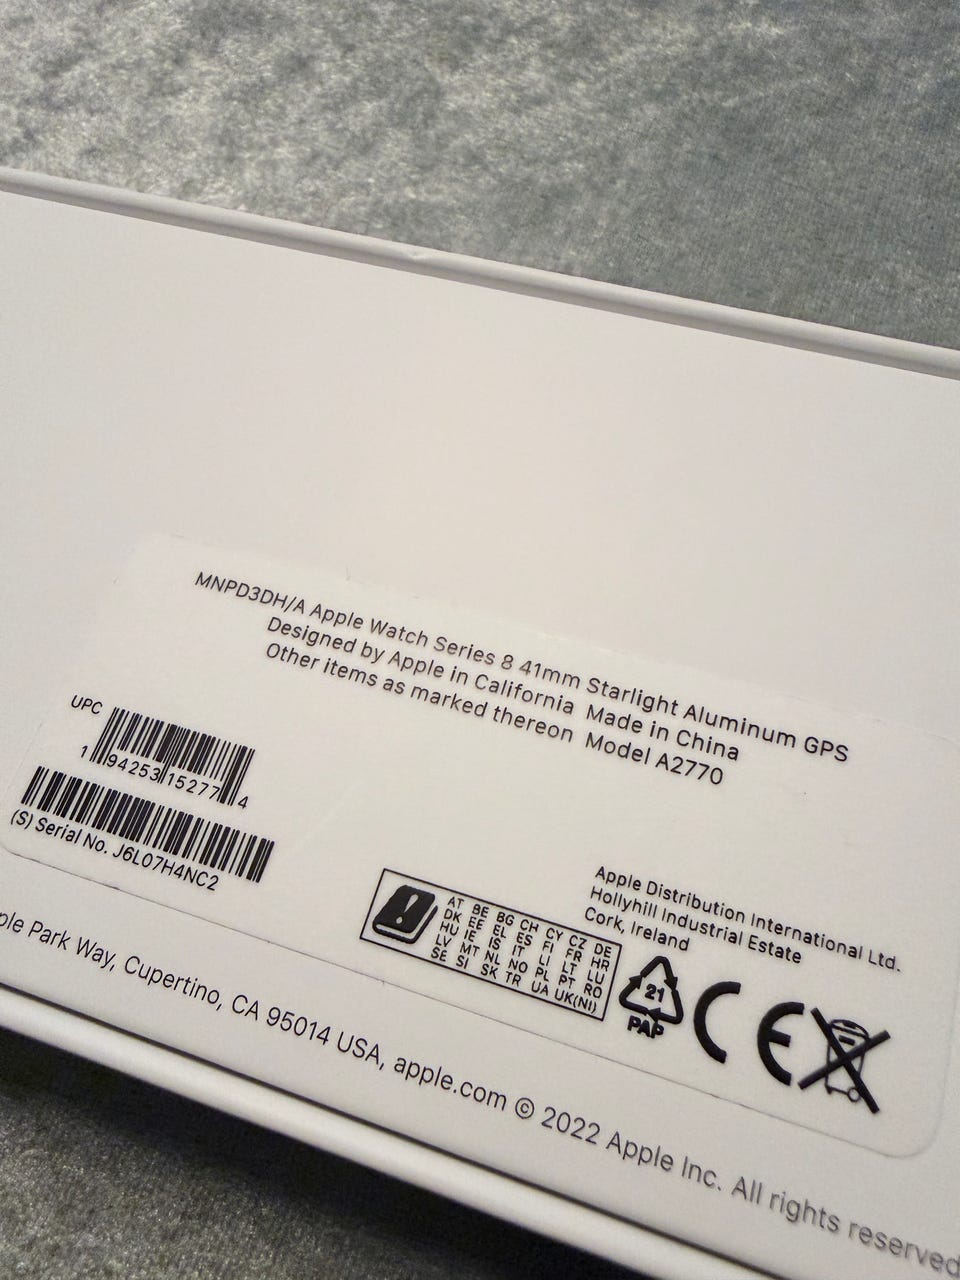 MNPD3DH/A Apple Watch Series 8 41mm Starlight Aluminum GPS
Designed by Apple in California Made in China
Other items as marked thereon Model A2770
UPC
1 94253 15277 4
(S) Serial No. J6L07H4NC2
Apple Distribution International Ltd.
Hollyhill Industrial Estate
Cork, Ireland
AT BE BG CH CY CZ DE
DK EE EL ES FI FR HR
HU IE IS IT LI LT LU
LV MT NL NO PL PT RO
SE SI SK TR UA UK(NI)
21
PAP
CE
ple Park Way, Cupertino, CA 95014 USA, apple.com © 2022 Apple Inc. All rights reserved